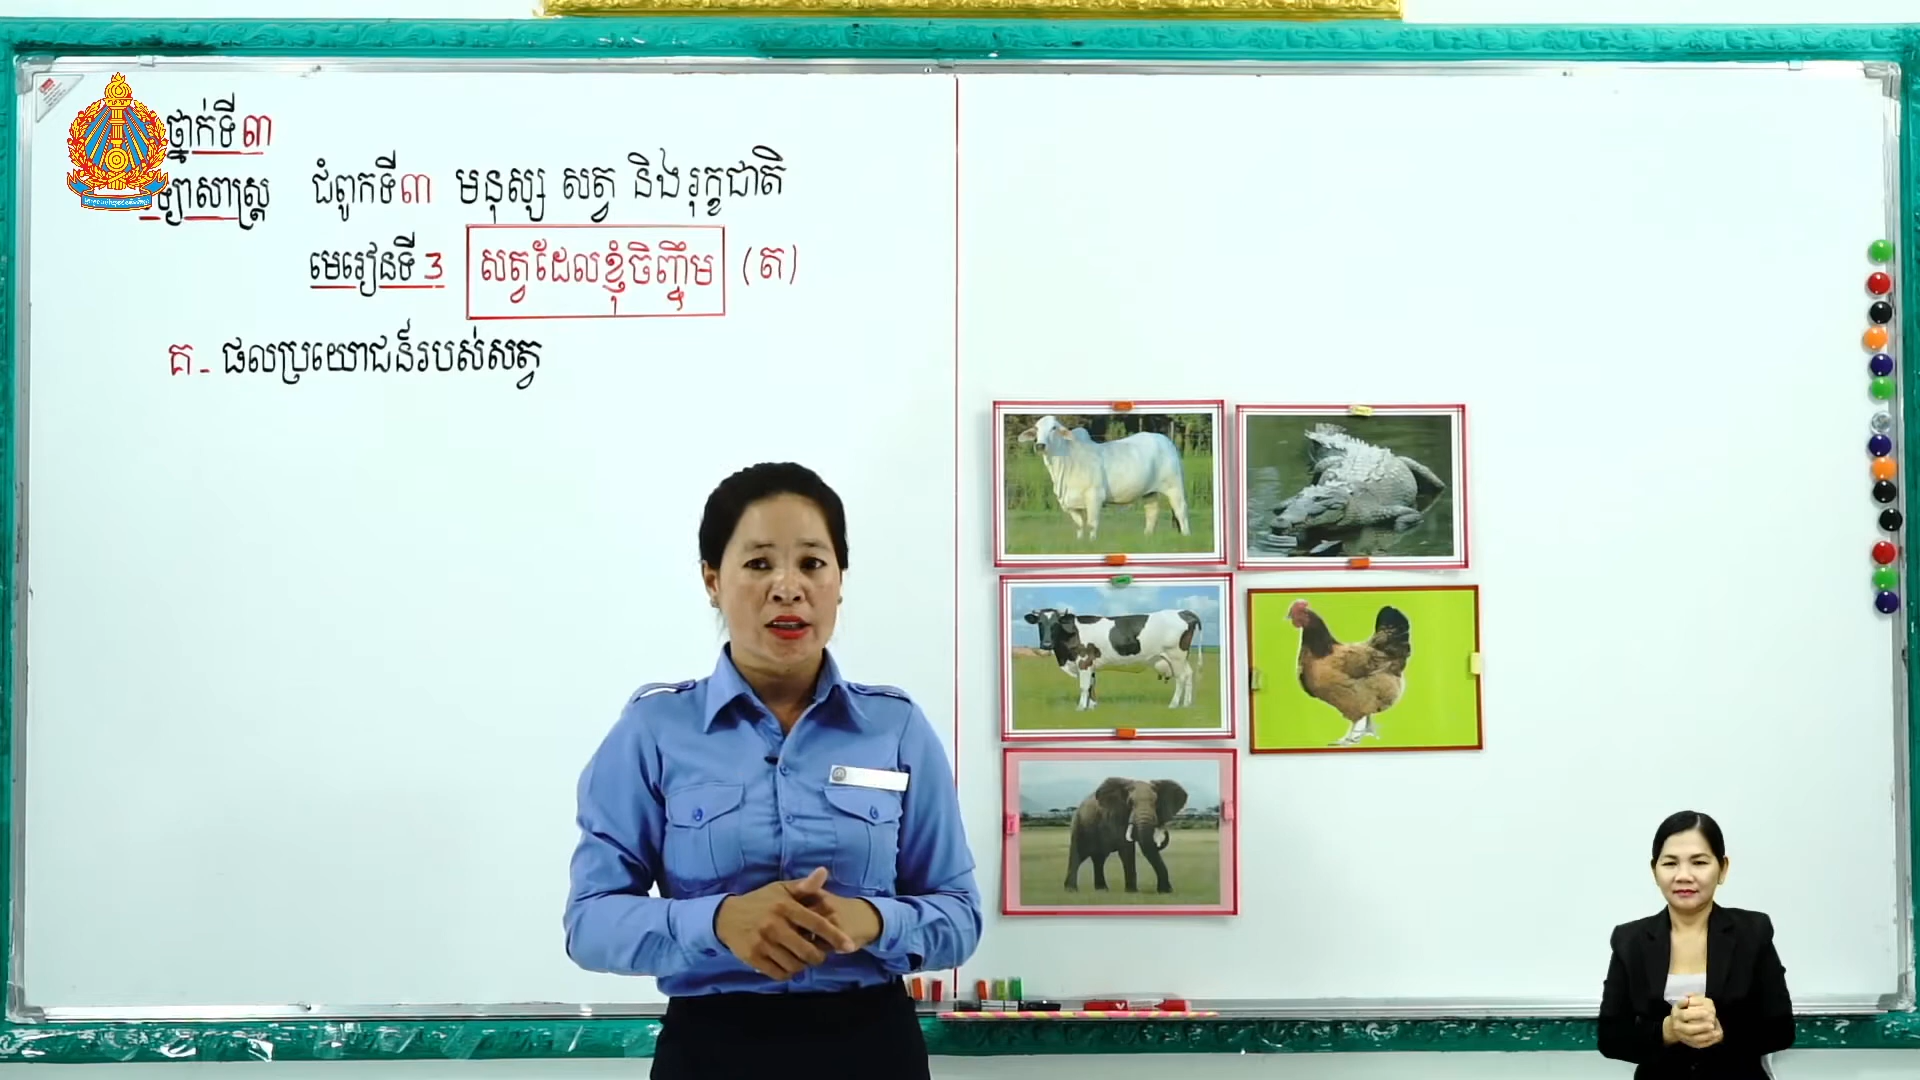 ថ្នាក់ទី ៣
វិទ្យាសាស្ត្រ ជំពូកទី៣ មនុស្ស សត្វ និងរុក្ខជាតិ
មេរៀនទី 3 សត្វដែលខ្ញុំចិញ្ចឹម (ត)
គ - ផលប្រយោជន៍របស់សត្វ